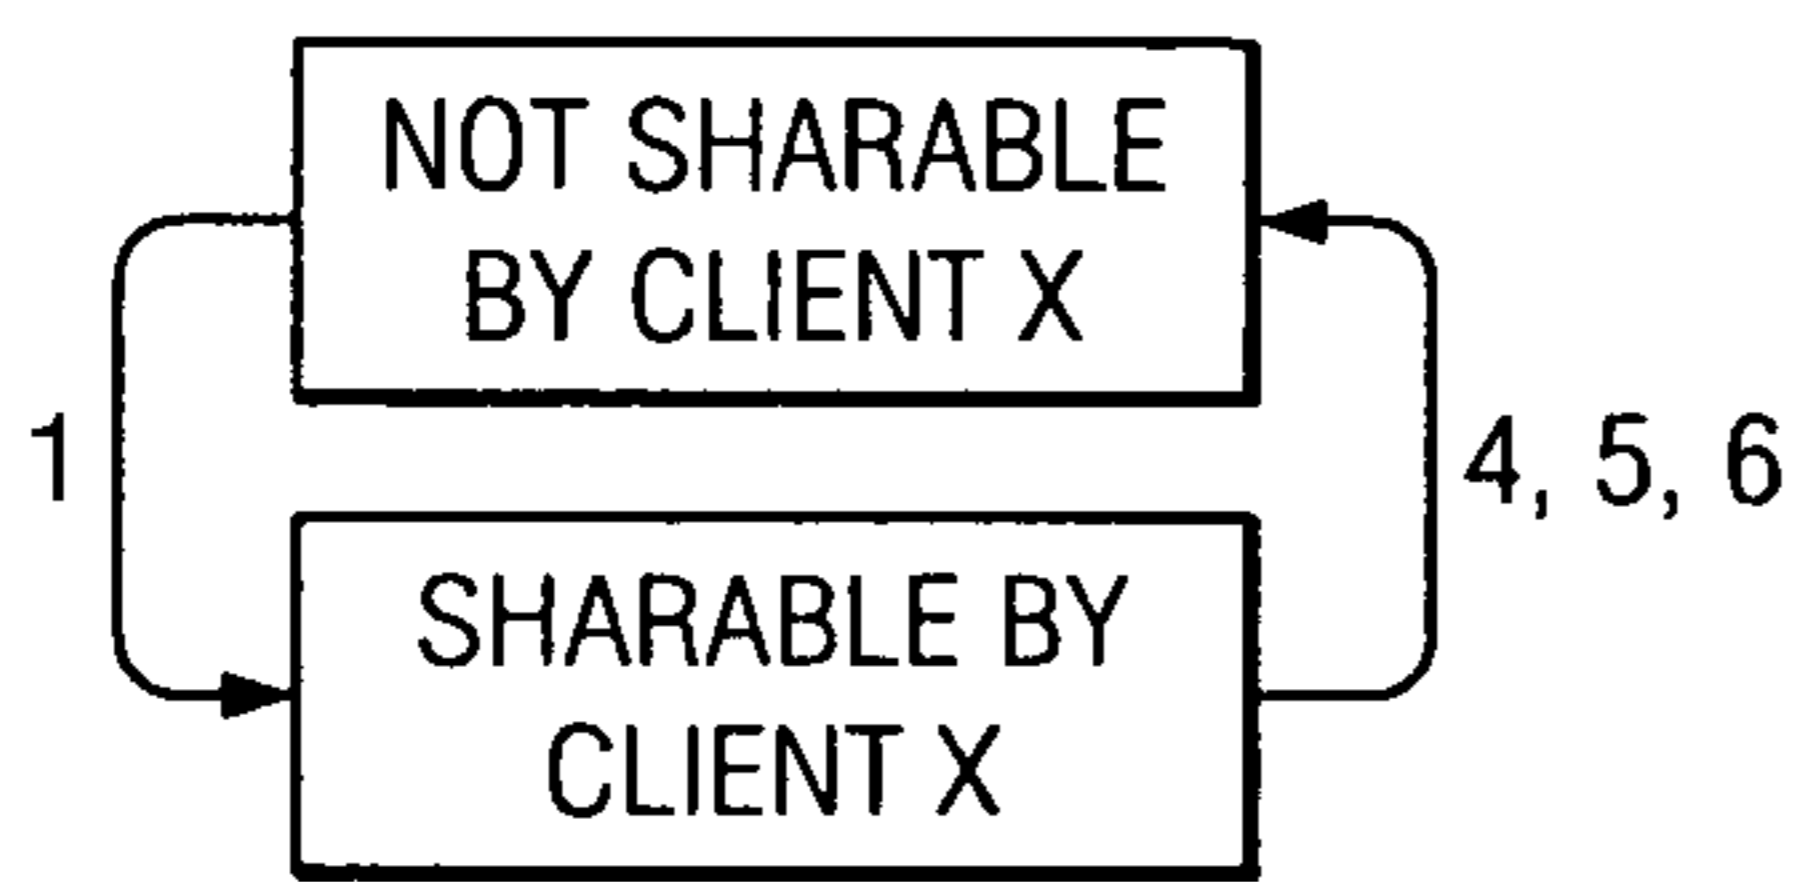 NOT SHARABLE
BY CLIENT X
1
4, 5, 6
SHARABLE BY
CLIENT X